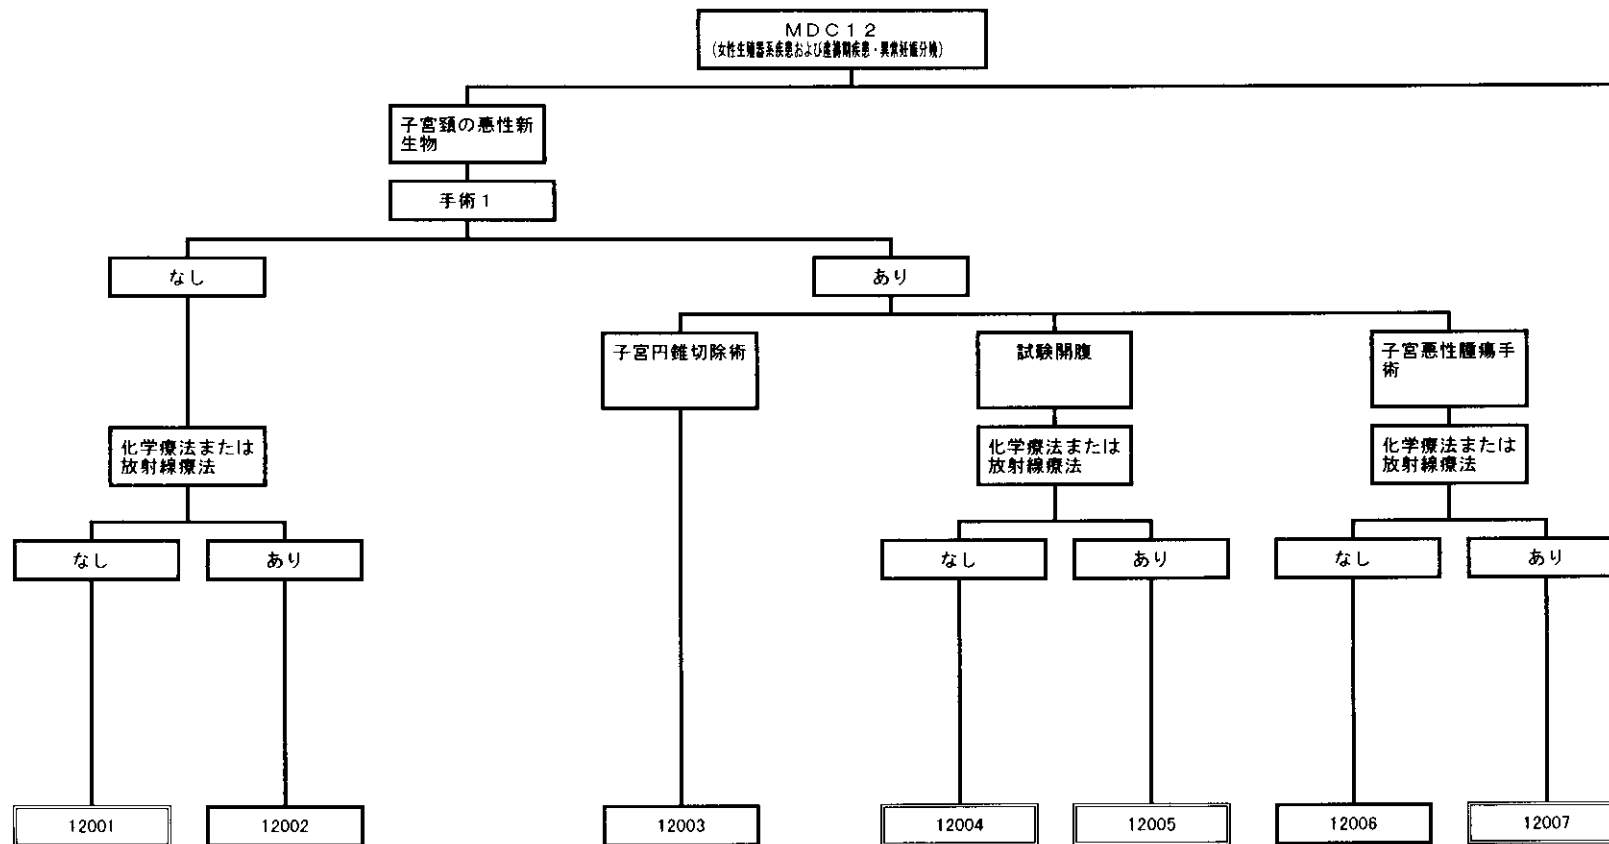 MDC12
(女性生殖器系疾患および産褥期疾患・異常妊娠分娩)
子宮頸の悪性新
生物
手術1
なし
あり
子宮円錐切除術
試験開腹
子宮悪性腫瘍手
術
化学療法または
放射線療法
化学療法または
放射線療法
化学療法または
放射線療法
なし
あり
なし
あり
なし
あり
12001
12002
12003
12004
12005
12006
12007